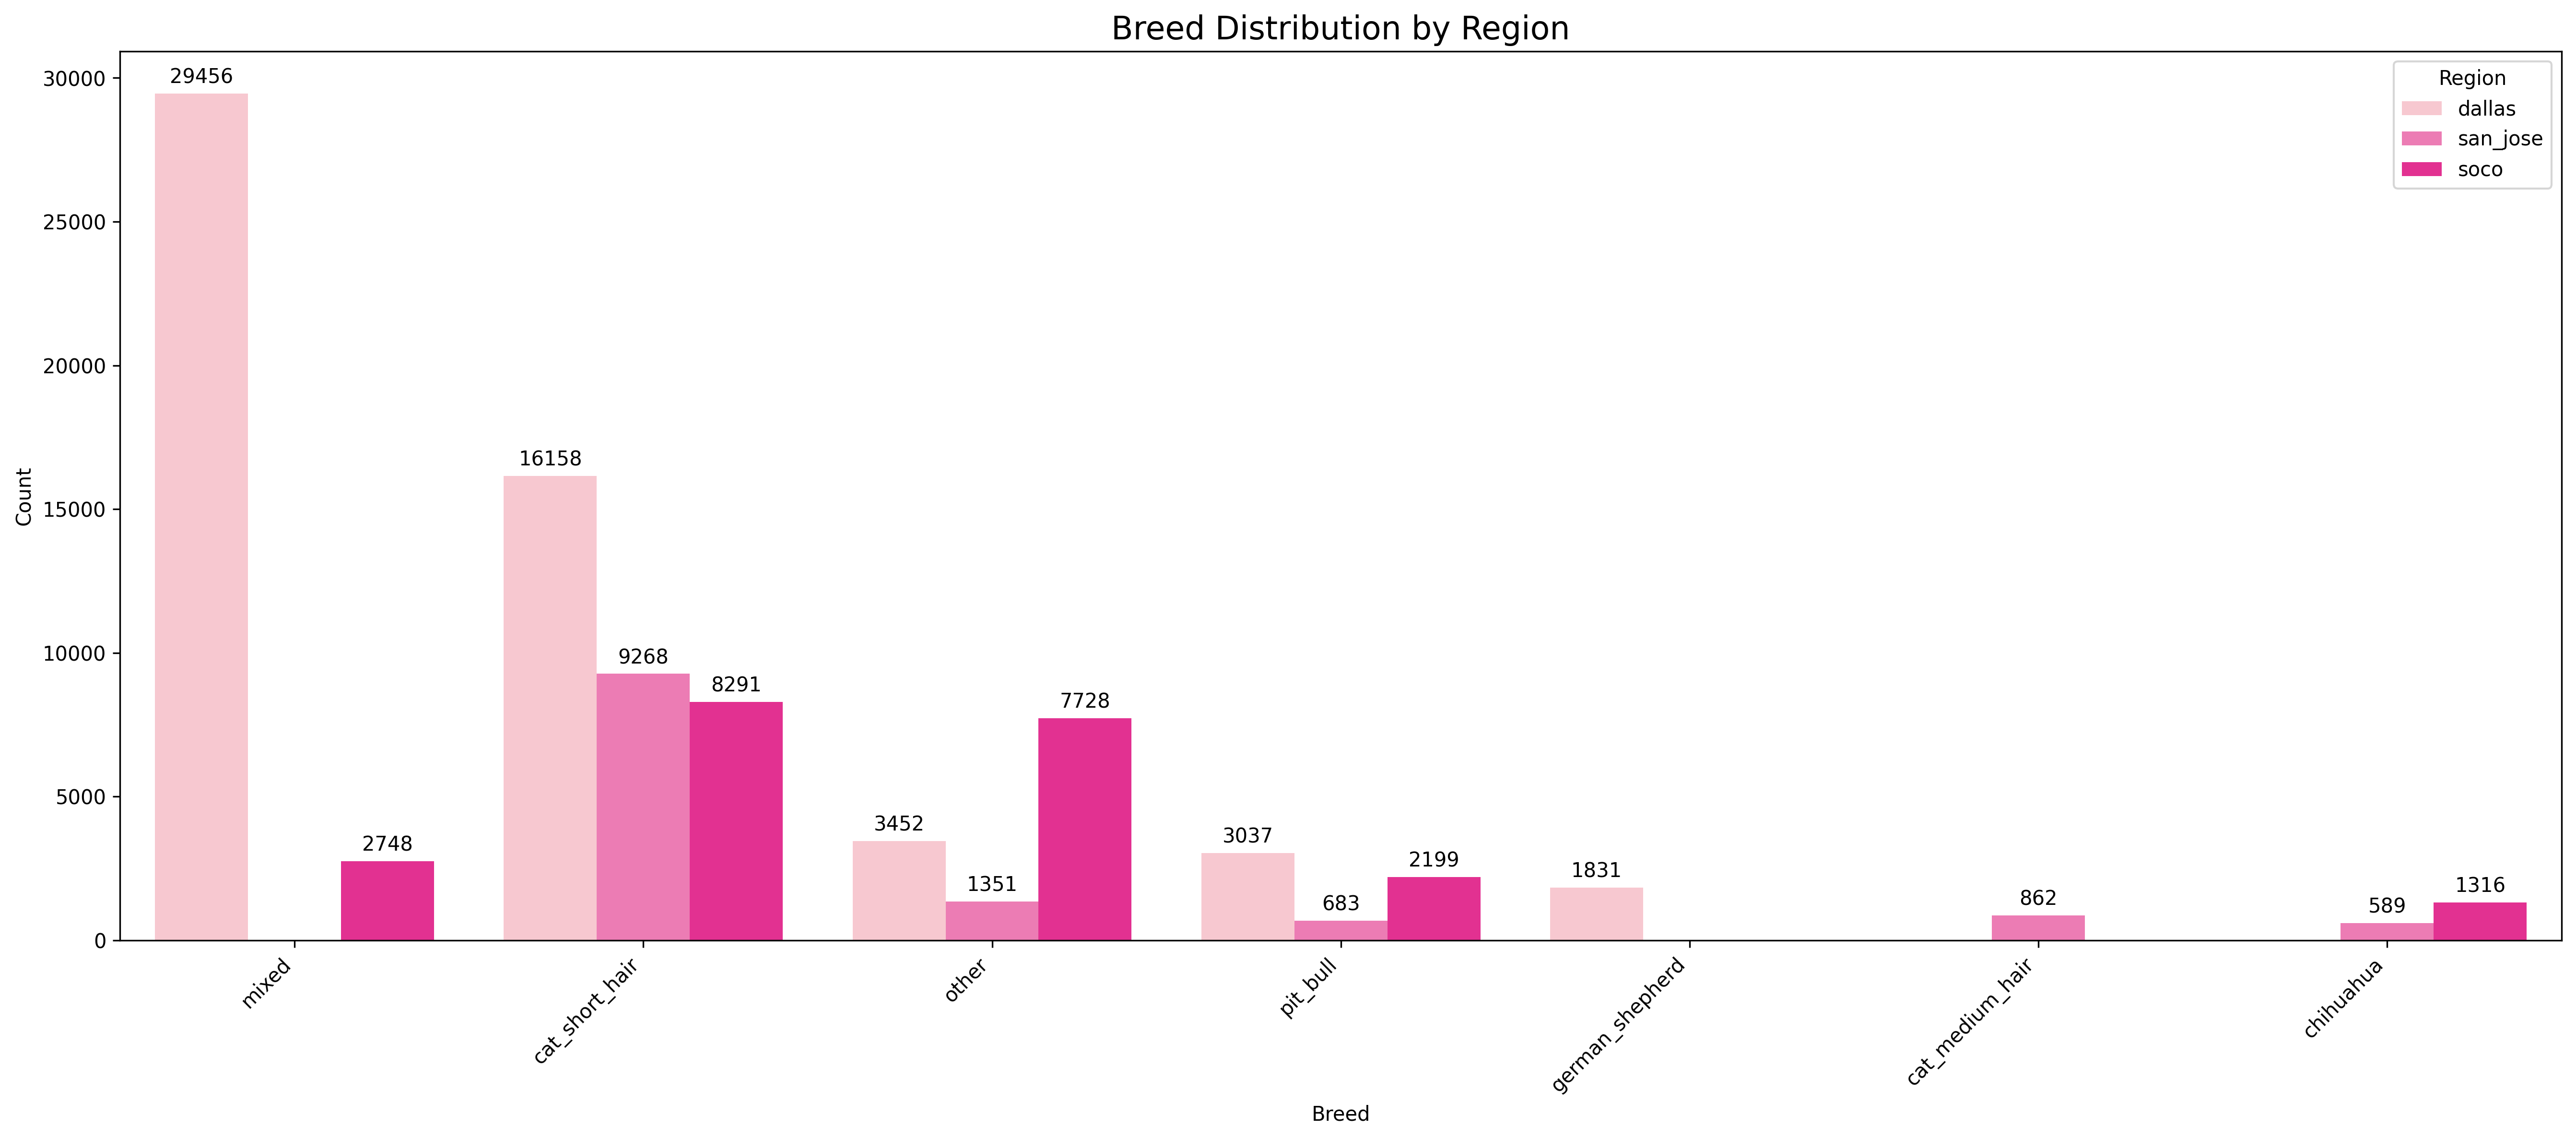 Breed Distribution by Region
Region
dallas
san_jose
soco
Count
30000
25000
20000
15000
10000
5000
0
29456
2748
16158
9268
8291
3452
1351
7728
3037
683
2199
1831
862
589
1316
mixed
cat_short_hair
other
pit_bull
german_shepherd
cat_medium_hair
chihuahua
Breed